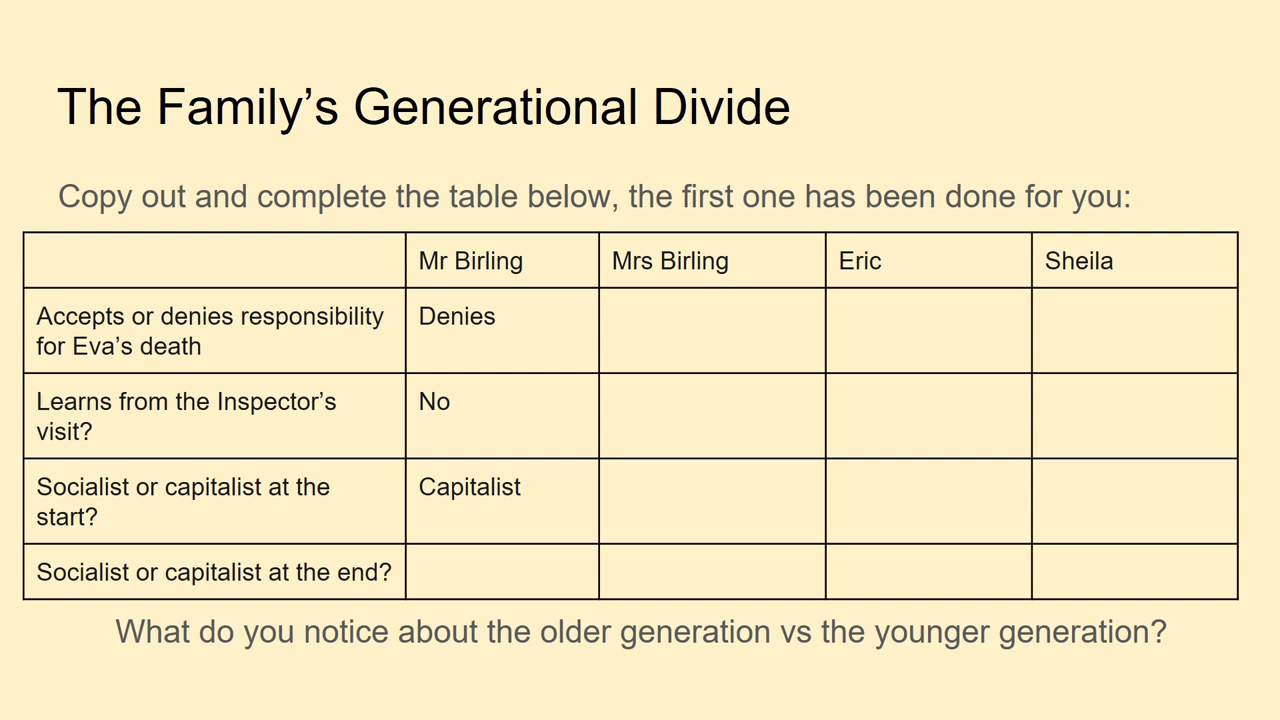 The Family’s Generational Divide
Copy out and complete the table below, the first one has been done for you:
Mr Birling Mrs Birling Eric Sheila
Accepts or denies responsibility Denies
for Eva’s death
Learns from the Inspector’s No
visit?
Socialist or capitalist at the Capitalist
start?
Socialist or capitalist at the end?
What do you notice about the older generation vs the younger generation?